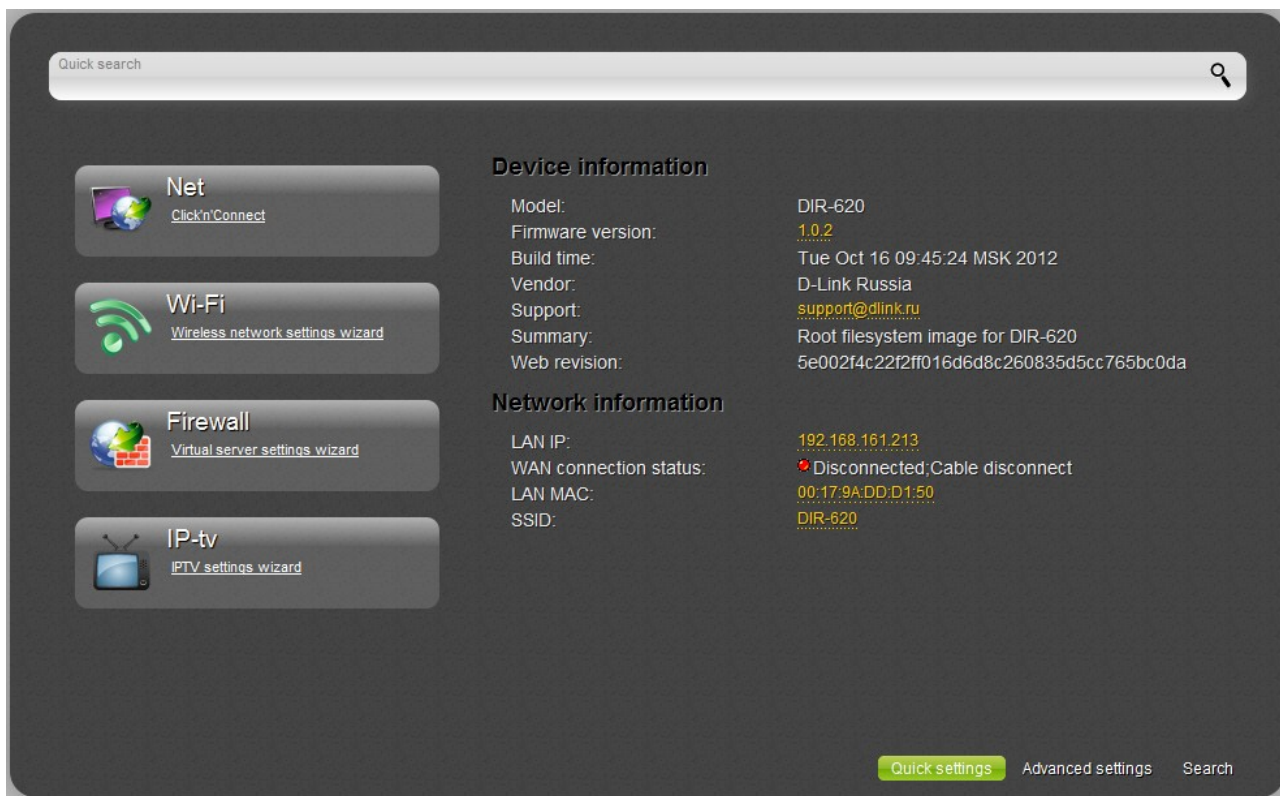 Quick search
Net
Click'n'Connect
Wi-Fi
Wireless network settings wizard
Firewall
Virtual server settings wizard
IP-tv
IPTV settings wizard
Device information
Model: DIR-620
Firmware version: 1.0.2
Build time: Tue Oct 16 09:45:24 MSK 2012
Vendor: D-Link Russia
Support: support@dlink.ru
Summary: Root filesystem image for DIR-620
Web revision: 5e002f4c22f2ff016d6d8c260835d5cc765bc0da
Network information
LAN IP: 192.168.161.213
WAN connection status: Disconnected;Cable disconnect
LAN MAC: 00:17:9A:DD:D1:50
SSID: DIR-620
Quick settings Advanced settings Search